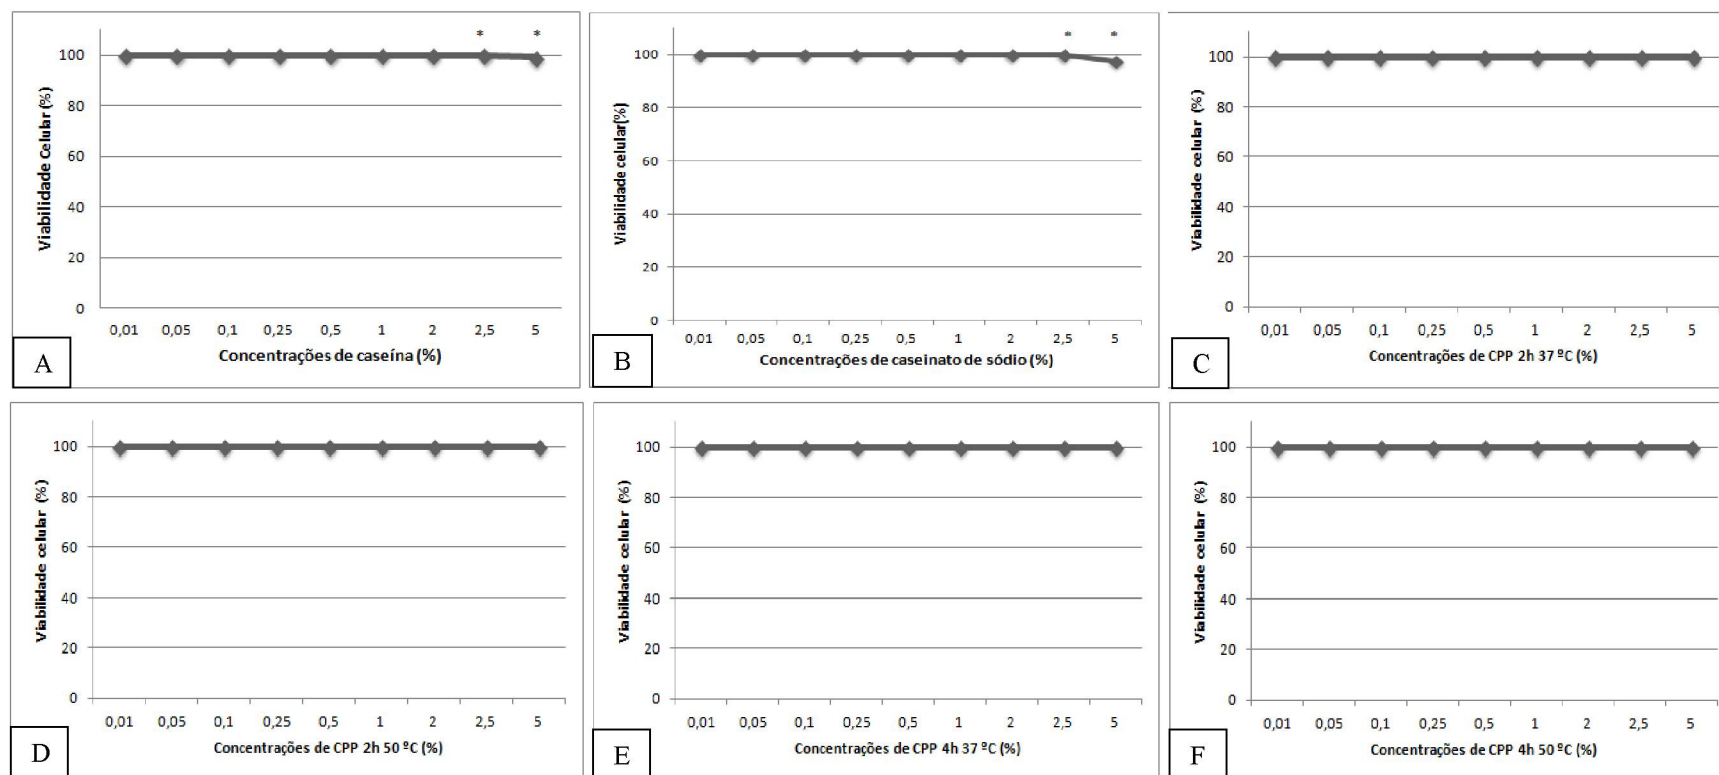 * *
Viabilidade Celular (%)
100
80
60
40
20
0
0,01 0,05 0,1 0,25 0,5 1 2 2,5 5
Concentrações de caseína (%)
A
* *
Viabilidade celular(%)
100
80
60
40
20
0
0,01 0,05 0,1 0,25 0,5 1 2 2,5 5
Concentrações de caseinato de sódio (%)
B
Viabilidade celular (%)
100
80
60
40
20
0
0,01 0,05 0,1 0,25 0,5 1 2 2,5 5
Concentrações de CPP 2h 37 ºC (%)
C
Viabilidade celular (%)
100
80
60
40
20
0
0,01 0,05 0,1 0,25 0,5 1 2 2,5 5
Concentrações de CPP 2h 50 ºC (%)
D
Viabilidade celular (%)
100
80
60
40
20
0
0,01 0,05 0,1 0,25 0,5 1 2 2,5 5
Concentrações de CPP 4h 37 ºC (%)
E
Viabilidade celular (%)
100
80
60
40
20
0
0,01 0,05 0,1 0,25 0,5 1 2 2,5 5
Concentrações de CPP 4h 50 ºC (%)
F